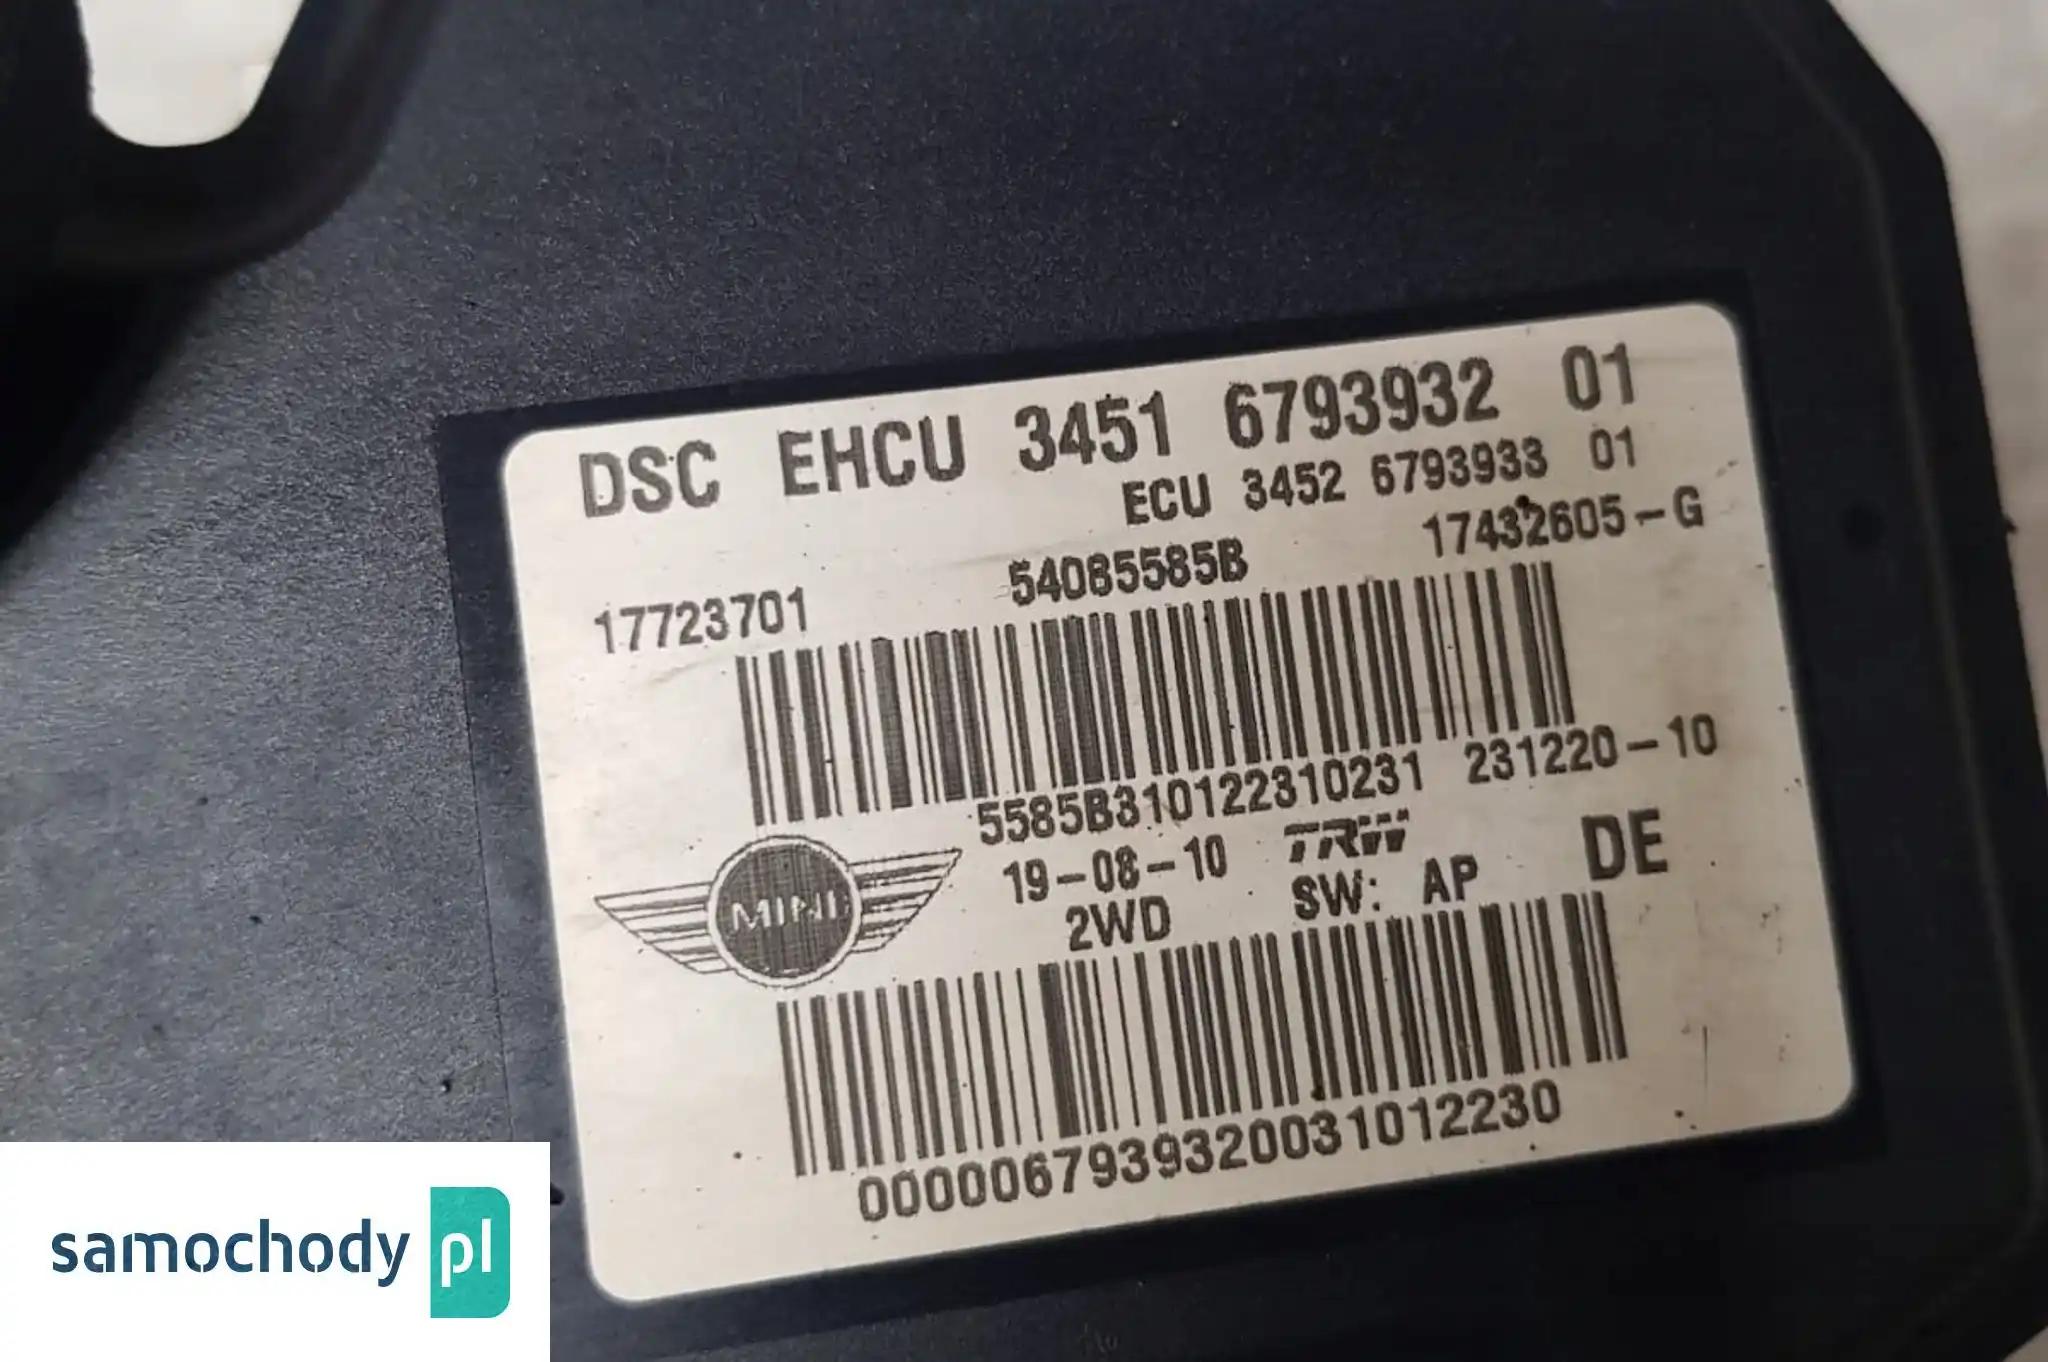 DSC EHCU 3451 6793932 01
ECU 3452 6793933 01
17723701 54085585B 17432605-G
5585B310122310231 231220-10
MINI 19-08-10 TRW DE
2WD SW: AP
0000067939320031012230
samochody pl